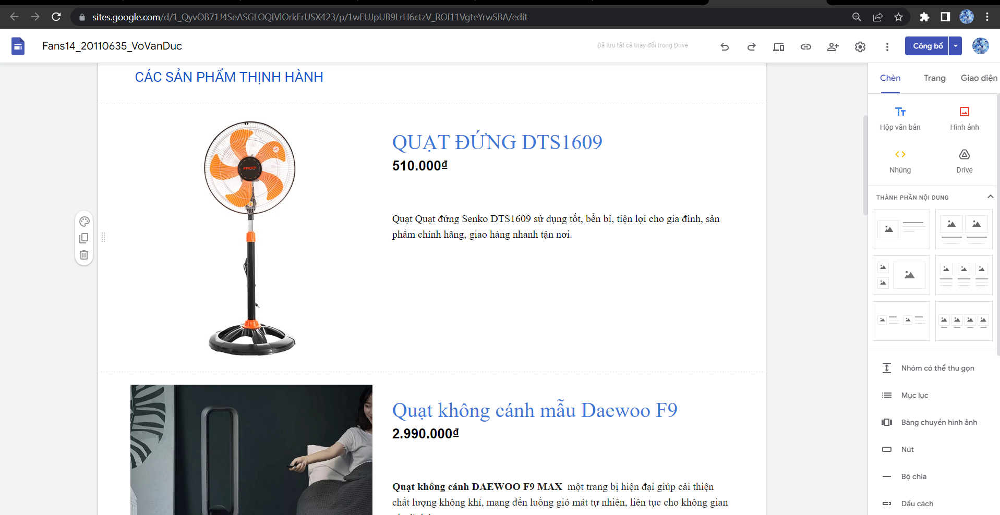 sites.google.com/d/1_QyvOB71J4SeASGLOQIVlOrkFrUSX423/p/1wEUJpUB9LrH6ctzV_ROI11VgteYrwSBA/edit
Fans14_20110635_VoVanDuc
Đã lưu tất cả thay đổi trong Drive
Công bố
CÁC SẢN PHẨM THỊNH HÀNH
Chèn
Trang
Giao diện
Hộp văn bản
Hình ảnh
Nhúng
Drive
THÀNH PHẦN NỘI DUNG
SENKO
QUẠT ĐỨNG DTS1609
510.000₫
Quạt Quạt đứng Senko DTS1609 sử dụng tốt, bền bỉ, tiện lợi cho gia đình, sản
phẩm chính hãng, giao hàng nhanh tận nơi.
Quạt không cánh mẫu Daewoo F9
2.990.000₫
Quạt không cánh DAEWOO F9 MAX một trang bị hiện đại giúp cải thiện
chất lượng không khí, mang đến luồng gió mát tự nhiên, liên tục cho không gian
Nhóm có thể thu gọn
Mục lục
Băng chuyền hình ảnh
Nút
Bộ chia
Dấu cách